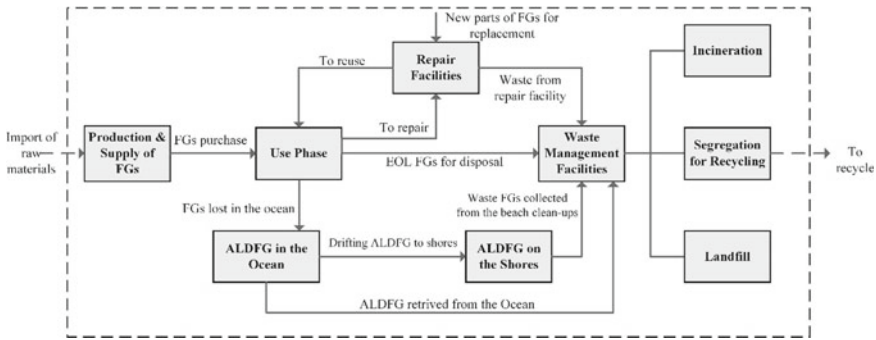 New parts of FGs for
replacement
Incineration
To reuse
Repair
Facilities
Waste from
repair facility
Import of
raw
materials
Production &
Supply of
FGs
FGs purchase
Use Phase
To repair
EOL FGs for disposal
Waste
Management
Facilities
Segregation
for Recycling
To
recycle
FGs lost in the ocean
Waste FGs collected
from the beach clean-ups
ALDFG in the
Ocean
Drifting ALDFG to shores
ALDFG on
the Shores
Landfill
ALDFG retrived from the Ocean